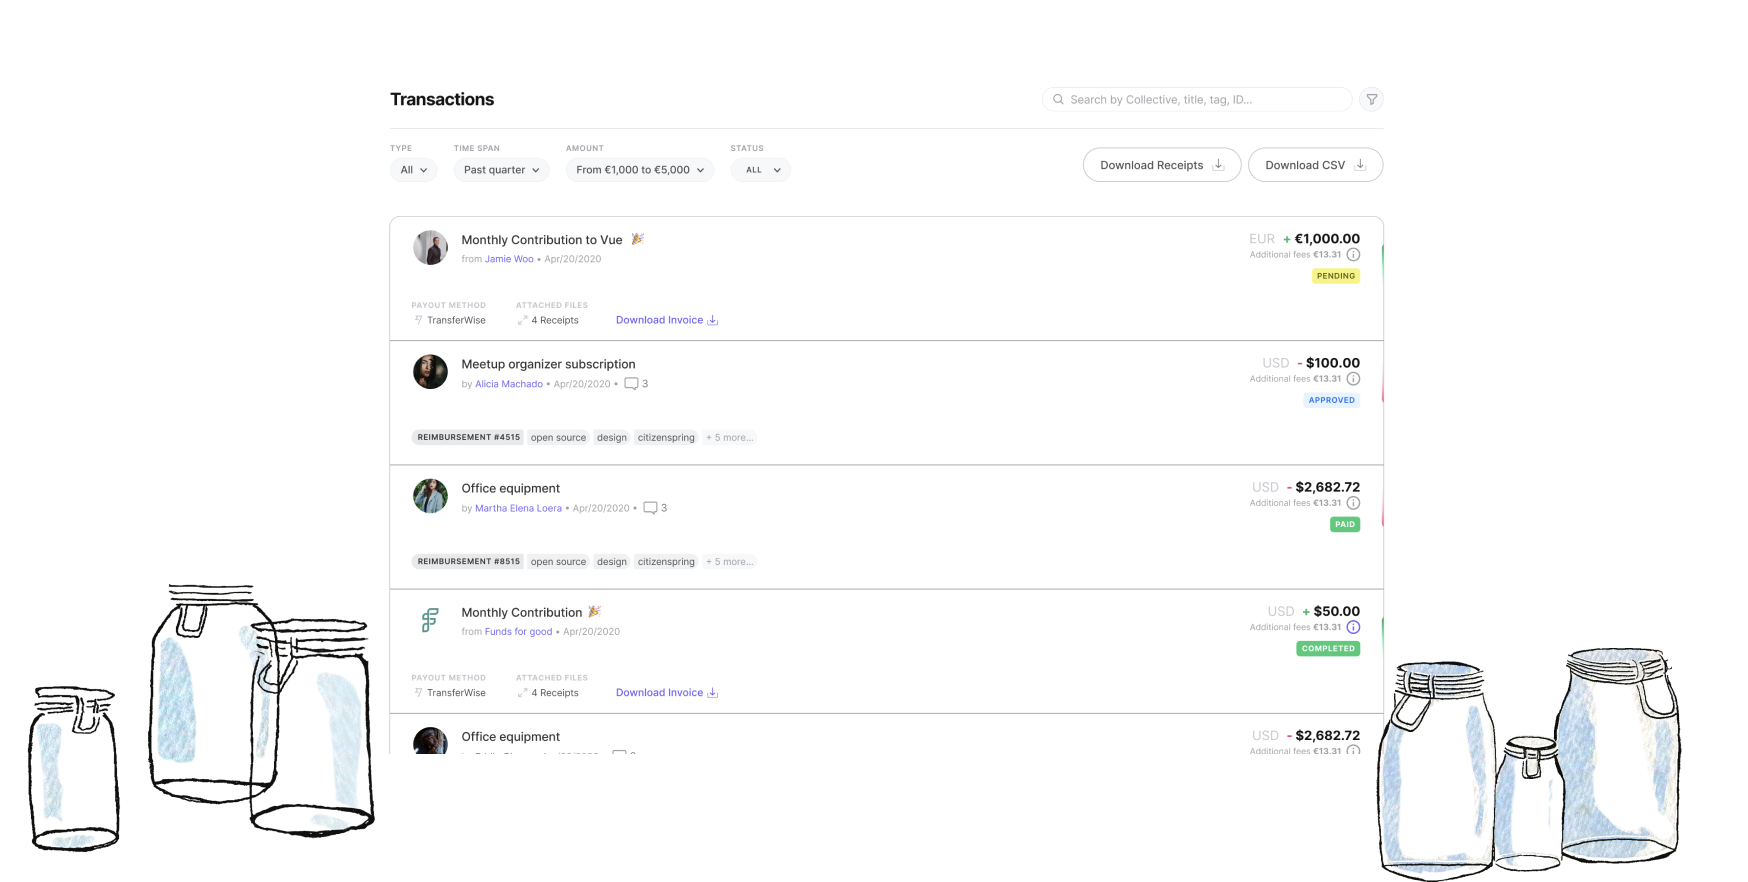 Transactions
Search by Collective, title, tag, ID...
TYPE TIME SPAN AMOUNT STATUS
All Past quarter From €1,000 to €5,000 ALL
Download Receipts Download CSV
Monthly Contribution to Vue 🎉 EUR + €1,000.00
from Jamie Woo • Apr/20/2020 Additional fees €13.31
PENDING
PAYOUT METHOD ATTACHED FILES
TransferWise 4 Receipts Download Invoice
Meetup organizer subscription USD - $100.00
by Alicia Machado • Apr/20/2020 • 3 Additional fees €13.31
APPROVED
REIMBURSEMENT #4515 open source design citizenspring + 5 more...
Office equipment USD - $2,682.72
by Martha Elena Loera • Apr/20/2020 • 3 Additional fees €13.31
PAID
REIMBURSEMENT #8515 open source design citizenspring + 5 more...
Monthly Contribution 🎉 USD + $50.00
from Funds for good • Apr/20/2020 Additional fees €13.31
COMPLETED
PAYOUT METHOD ATTACHED FILES
TransferWise 4 Receipts Download Invoice
Office equipment USD - $2,682.72
Additional fees €13.31